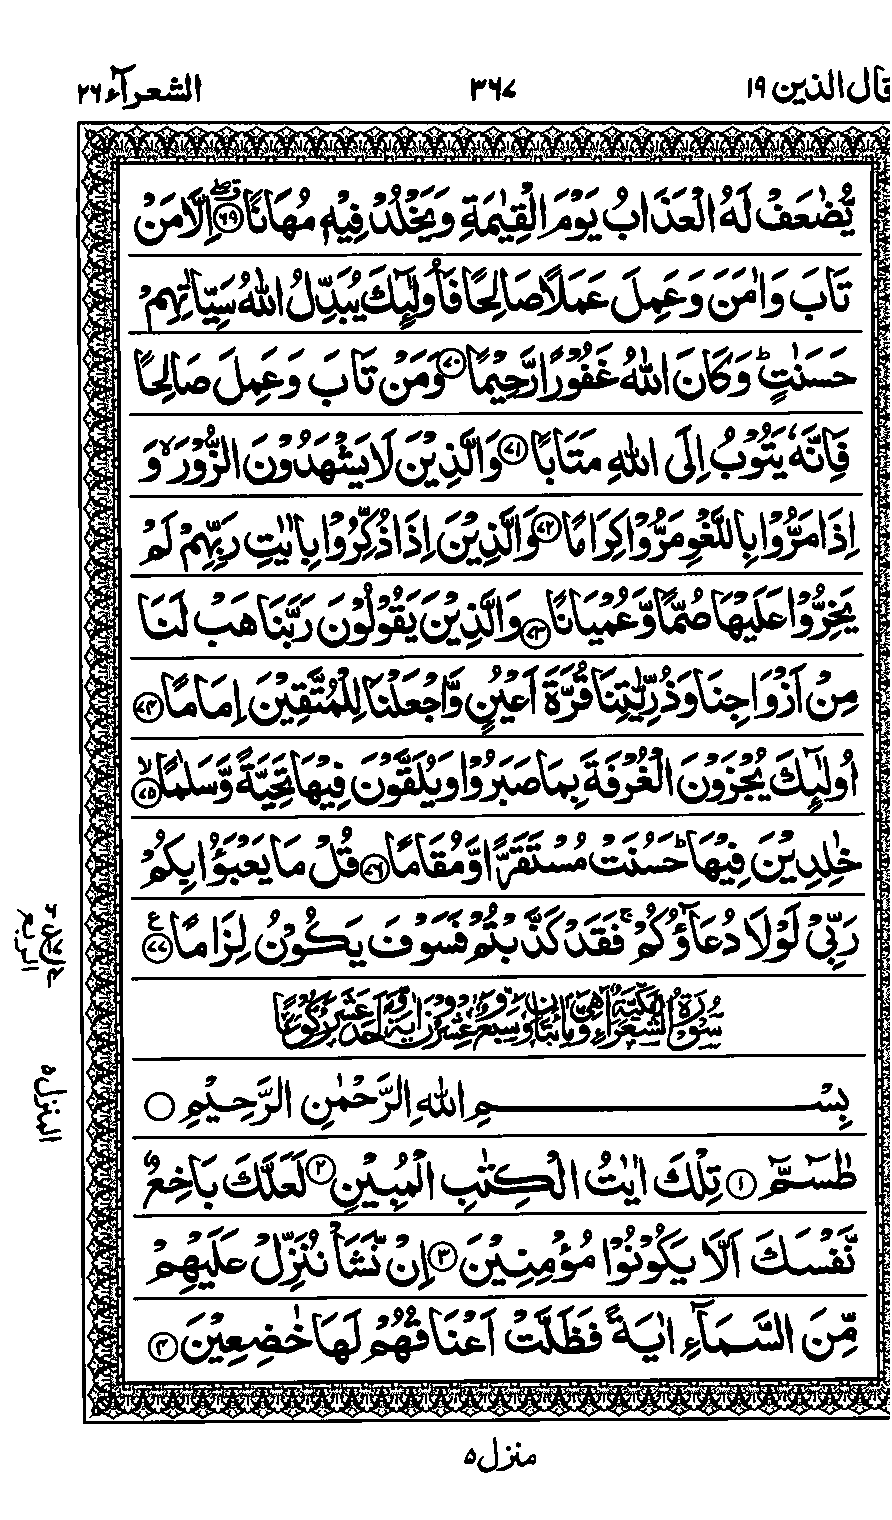 قال الذين ١٩
٣٦٧
الشعرآء ٢٦
يُّضٰعَفْ لَهُ الْعَذَابُ يَوْمَ الْقِيٰمَةِ وَيَخْلُدْ فِيْهٖ مُهَانًا ٦٩ اِلَّا مَنْ
تَابَ وَاٰمَنَ وَعَمِلَ عَمَلًا صَالِحًا فَاُولٰٓئِكَ يُبَدِّلُ اللّٰهُ سَيِّاٰتِهِمْ
حَسَنٰتٍ ؕ وَكَانَ اللّٰهُ غَفُوْرًا رَّحِيْمًا ٧٠ وَمَنْ تَابَ وَعَمِلَ صَالِحًا
فَاِنَّهٗ يَتُوْبُ اِلَى اللّٰهِ مَتَابًا ٧١ وَالَّذِيْنَ لَا يَشْهَدُوْنَ الزُّوْرَ ۙ وَ
اِذَا مَرُّوْا بِاللَّغْوِ مَرُّوْا كِرَامًا ٧٢ وَالَّذِيْنَ اِذَا ذُكِّرُوْا بِاٰيٰتِ رَبِّهِمْ لَمْ
يَخِرُّوْا عَلَيْهَا صُمًّا وَّعُمْيَانًا ٧٣ وَالَّذِيْنَ يَقُوْلُوْنَ رَبَّنَا هَبْ لَنَا
مِنْ اَزْوَاجِنَا وَذُرِّيّٰتِنَا قُرَّةَ اَعْيُنٍ وَّاجْعَلْنَا لِلْمُتَّقِيْنَ اِمَامًا ٧٤
اُولٰٓئِكَ يُجْزَوْنَ الْغُرْفَةَ بِمَا صَبَرُوْا وَيُلَقَّوْنَ فِيْهَا تَحِيَّةً وَّسَلٰمًا ۙ ٧٥
خٰلِدِيْنَ فِيْهَا ؕ حَسُنَتْ مُسْتَقَرًّا وَّمُقَامًا ٧٦ قُلْ مَا يَعْبَؤُا بِكُمْ
رَبِّيْ لَوْلَا دُعَآؤُكُمْ ۚ فَقَدْ كَذَّبْتُمْ فَسَوْفَ يَكُوْنُ لِزَامًا ٧٧ ع
سُوْرَةُ الشُّعَرَاءِ مَكِّيَّةٌ وَّهِيَ مِائَتَانِ وَسَبْعٌ وَّعِشْرُوْنَ اٰيَةً وَّاَحَدَ عَشَرَ رُكُوْعًا
بِسْمِ اللّٰهِ الرَّحْمٰنِ الرَّحِيْمِ
طٰسٓمّٓ ١ تِلْكَ اٰيٰتُ الْكِتٰبِ الْمُبِيْنِ ٢ لَعَلَّكَ بَاخِعٌ
نَّفْسَكَ اَلَّا يَكُوْنُوْا مُؤْمِنِيْنَ ٣ اِنْ نَّشَاْ نُنَزِّلْ عَلَيْهِمْ
مِّنَ السَّمَآءِ اٰيَةً فَظَلَّتْ اَعْنَاقُهُمْ لَهَا خٰضِعِيْنَ ٤
الربع
المنزل ٥
منزل ٥